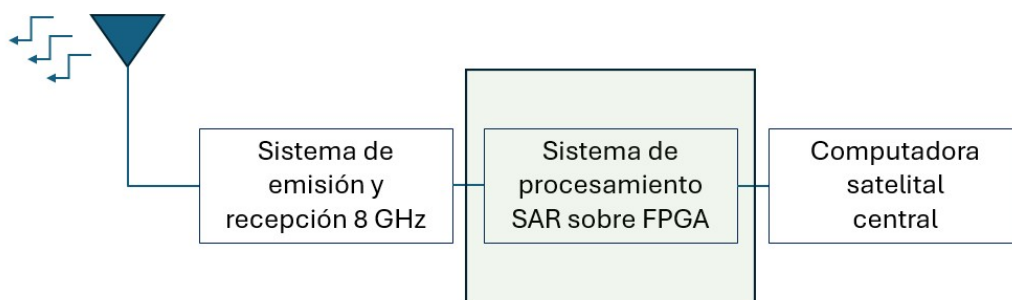 Sistema de
emisión y
recepción 8 GHz
Sistema de
procesamiento
SAR sobre FPGA
Computadora
satelital
central